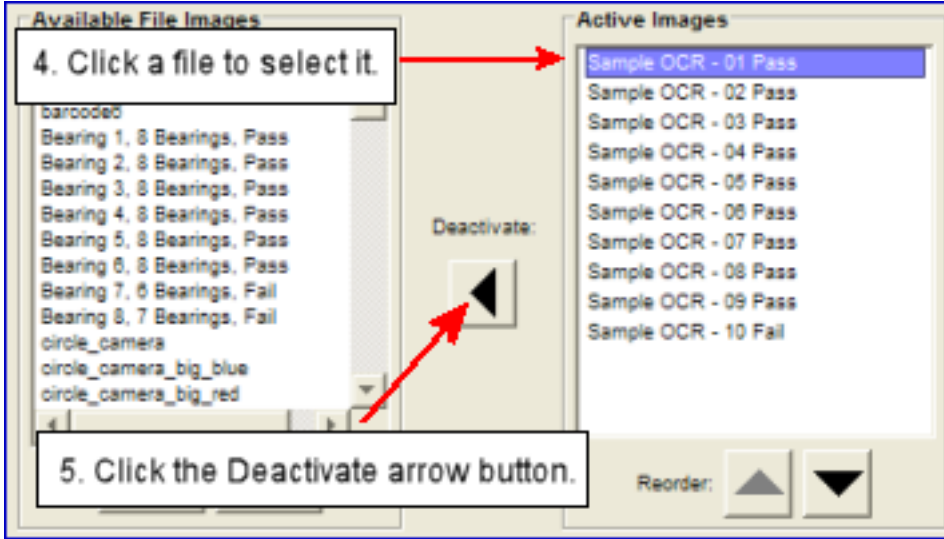 Available File Images
4. Click a file to select it.
barcode6
Bearing 1, 8 Bearings, Pass
Bearing 2, 8 Bearings, Pass
Bearing 3, 8 Bearings, Pass
Bearing 4, 8 Bearings, Pass
Bearing 5, 8 Bearings, Pass
Bearing 6, 8 Bearings, Pass
Bearing 7, 6 Bearings, Fail
Bearing 8, 7 Bearings, Fail
circle_camera
circle_camera_big_blue
circle_camera_big_red
5. Click the Deactivate arrow button.
Deactivate:
Active Images
Sample OCR - 01 Pass
Sample OCR - 02 Pass
Sample OCR - 03 Pass
Sample OCR - 04 Pass
Sample OCR - 05 Pass
Sample OCR - 06 Pass
Sample OCR - 07 Pass
Sample OCR - 08 Pass
Sample OCR - 09 Pass
Sample OCR - 10 Fail
Reorder: